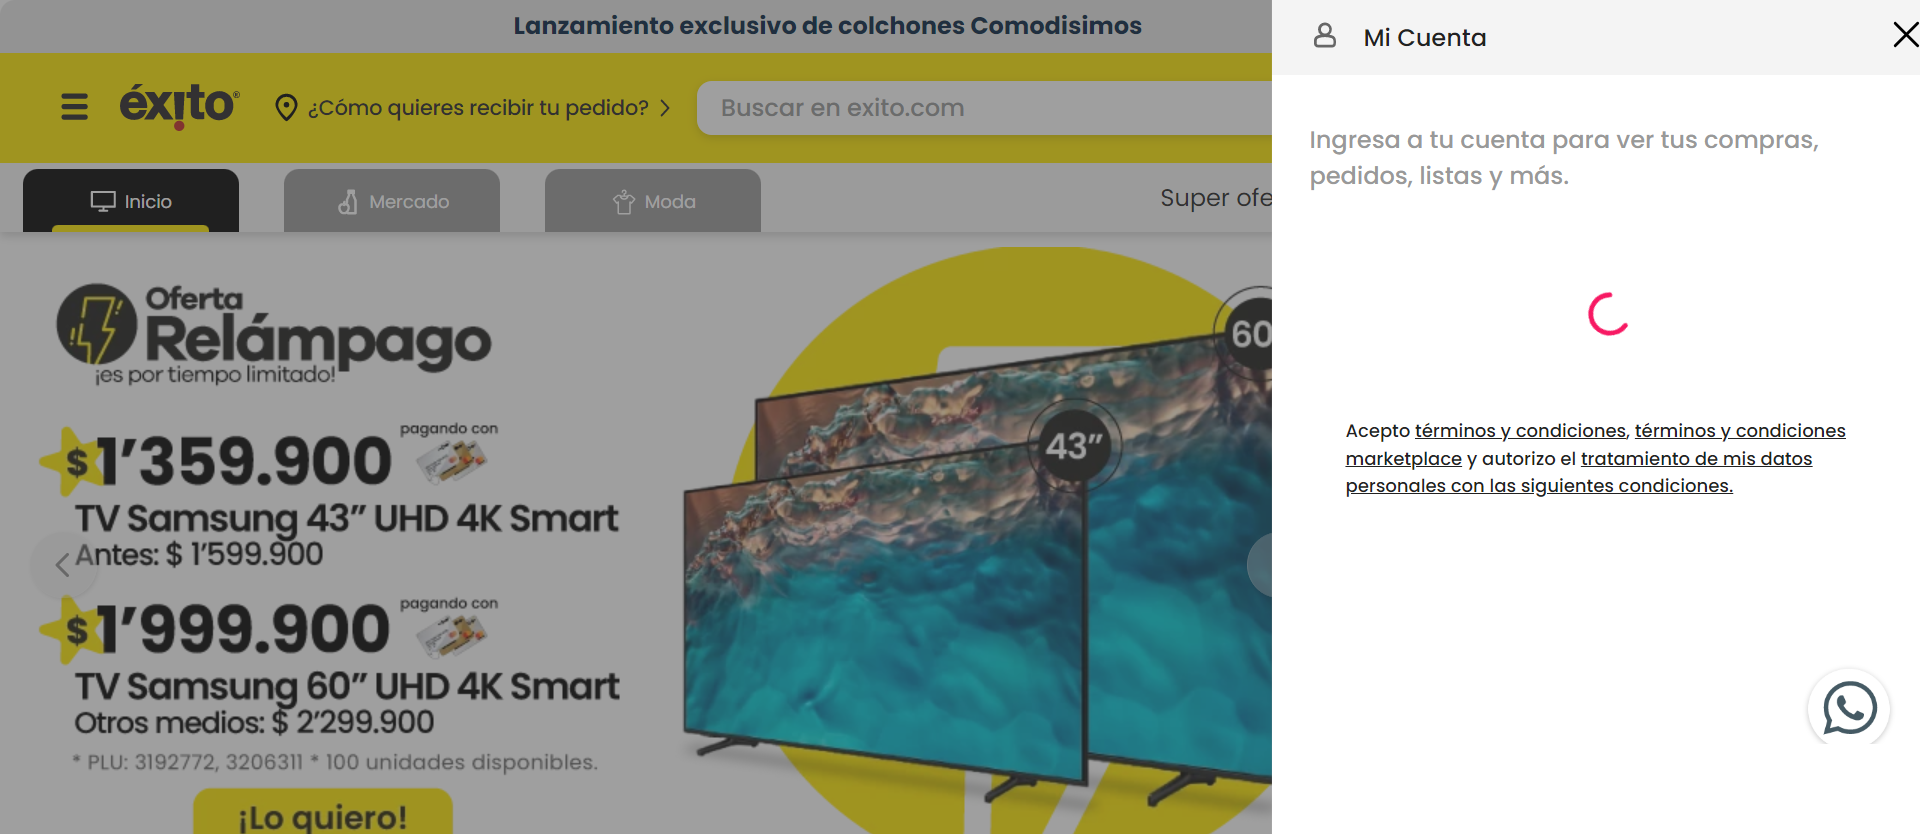 Lanzamiento exclusivo de colchones Comodisimos
Mi Cuenta
éxito®
¿Cómo quieres recibir tu pedido?
Buscar en exito.com
Inicio
Mercado
Moda
Super ofe
Ingresa a tu cuenta para ver tus compras,
pedidos, listas y más.
Oferta
Relámpago
¡es por tiempo limitado!
60
43”
pagando con
$1’359.900
TV Samsung 43” UHD 4K Smart
Antes: $ 1’599.900
pagando con
$1’999.900
TV Samsung 60” UHD 4K Smart
Otros medios: $ 2’299.900
* PLU: 3192772, 3206311 * 100 unidades disponibles.
¡Lo quiero!
Acepto términos y condiciones, términos y condiciones
marketplace y autorizo el tratamiento de mis datos
personales con las siguientes condiciones.